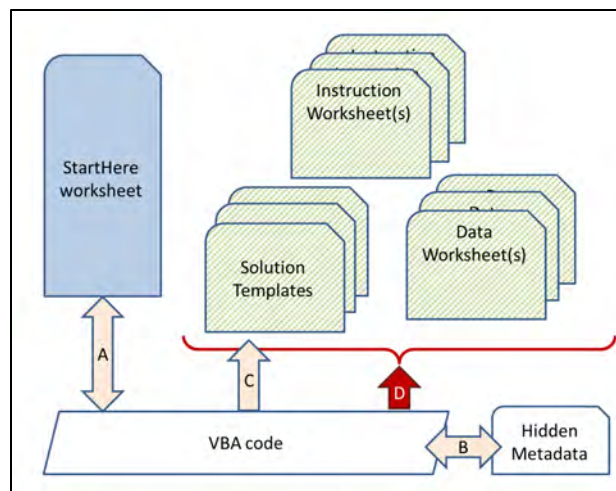 Instruction
Worksheet(s)
StartHere
worksheet
Data
Worksheet(s)
Solution
Templates
A
C
D
VBA code
B
Hidden
Metadata